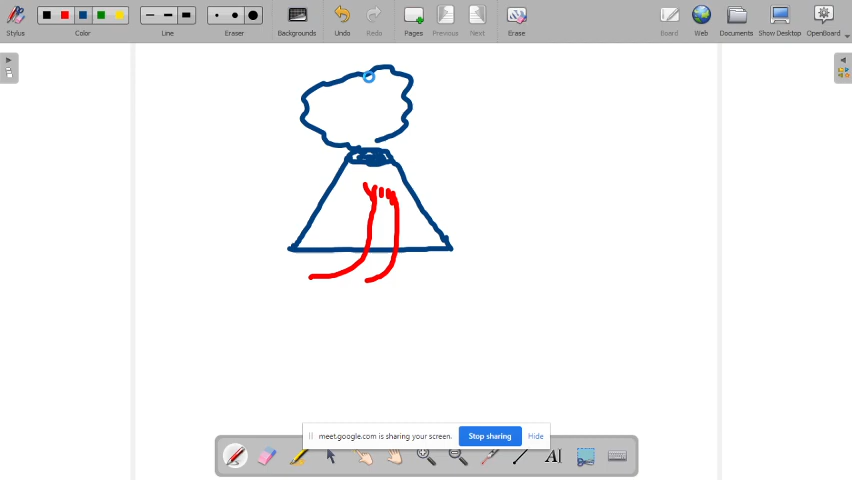 Stylus Color Line Eraser Backgrounds Undo Redo Pages Previous Next Erase Board Web Documents Show Desktop OpenBoard
meet.google.com is sharing your screen. Stop sharing Hide
A